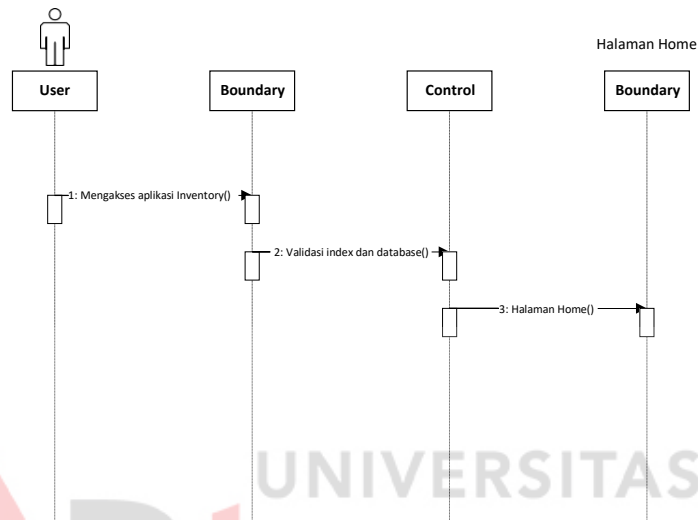 Halaman Home
User
Boundary
Control
Boundary
1: Mengakses aplikasi Inventory()
2: Validasi index dan database()
3: Halaman Home()
UNIVERSITAS